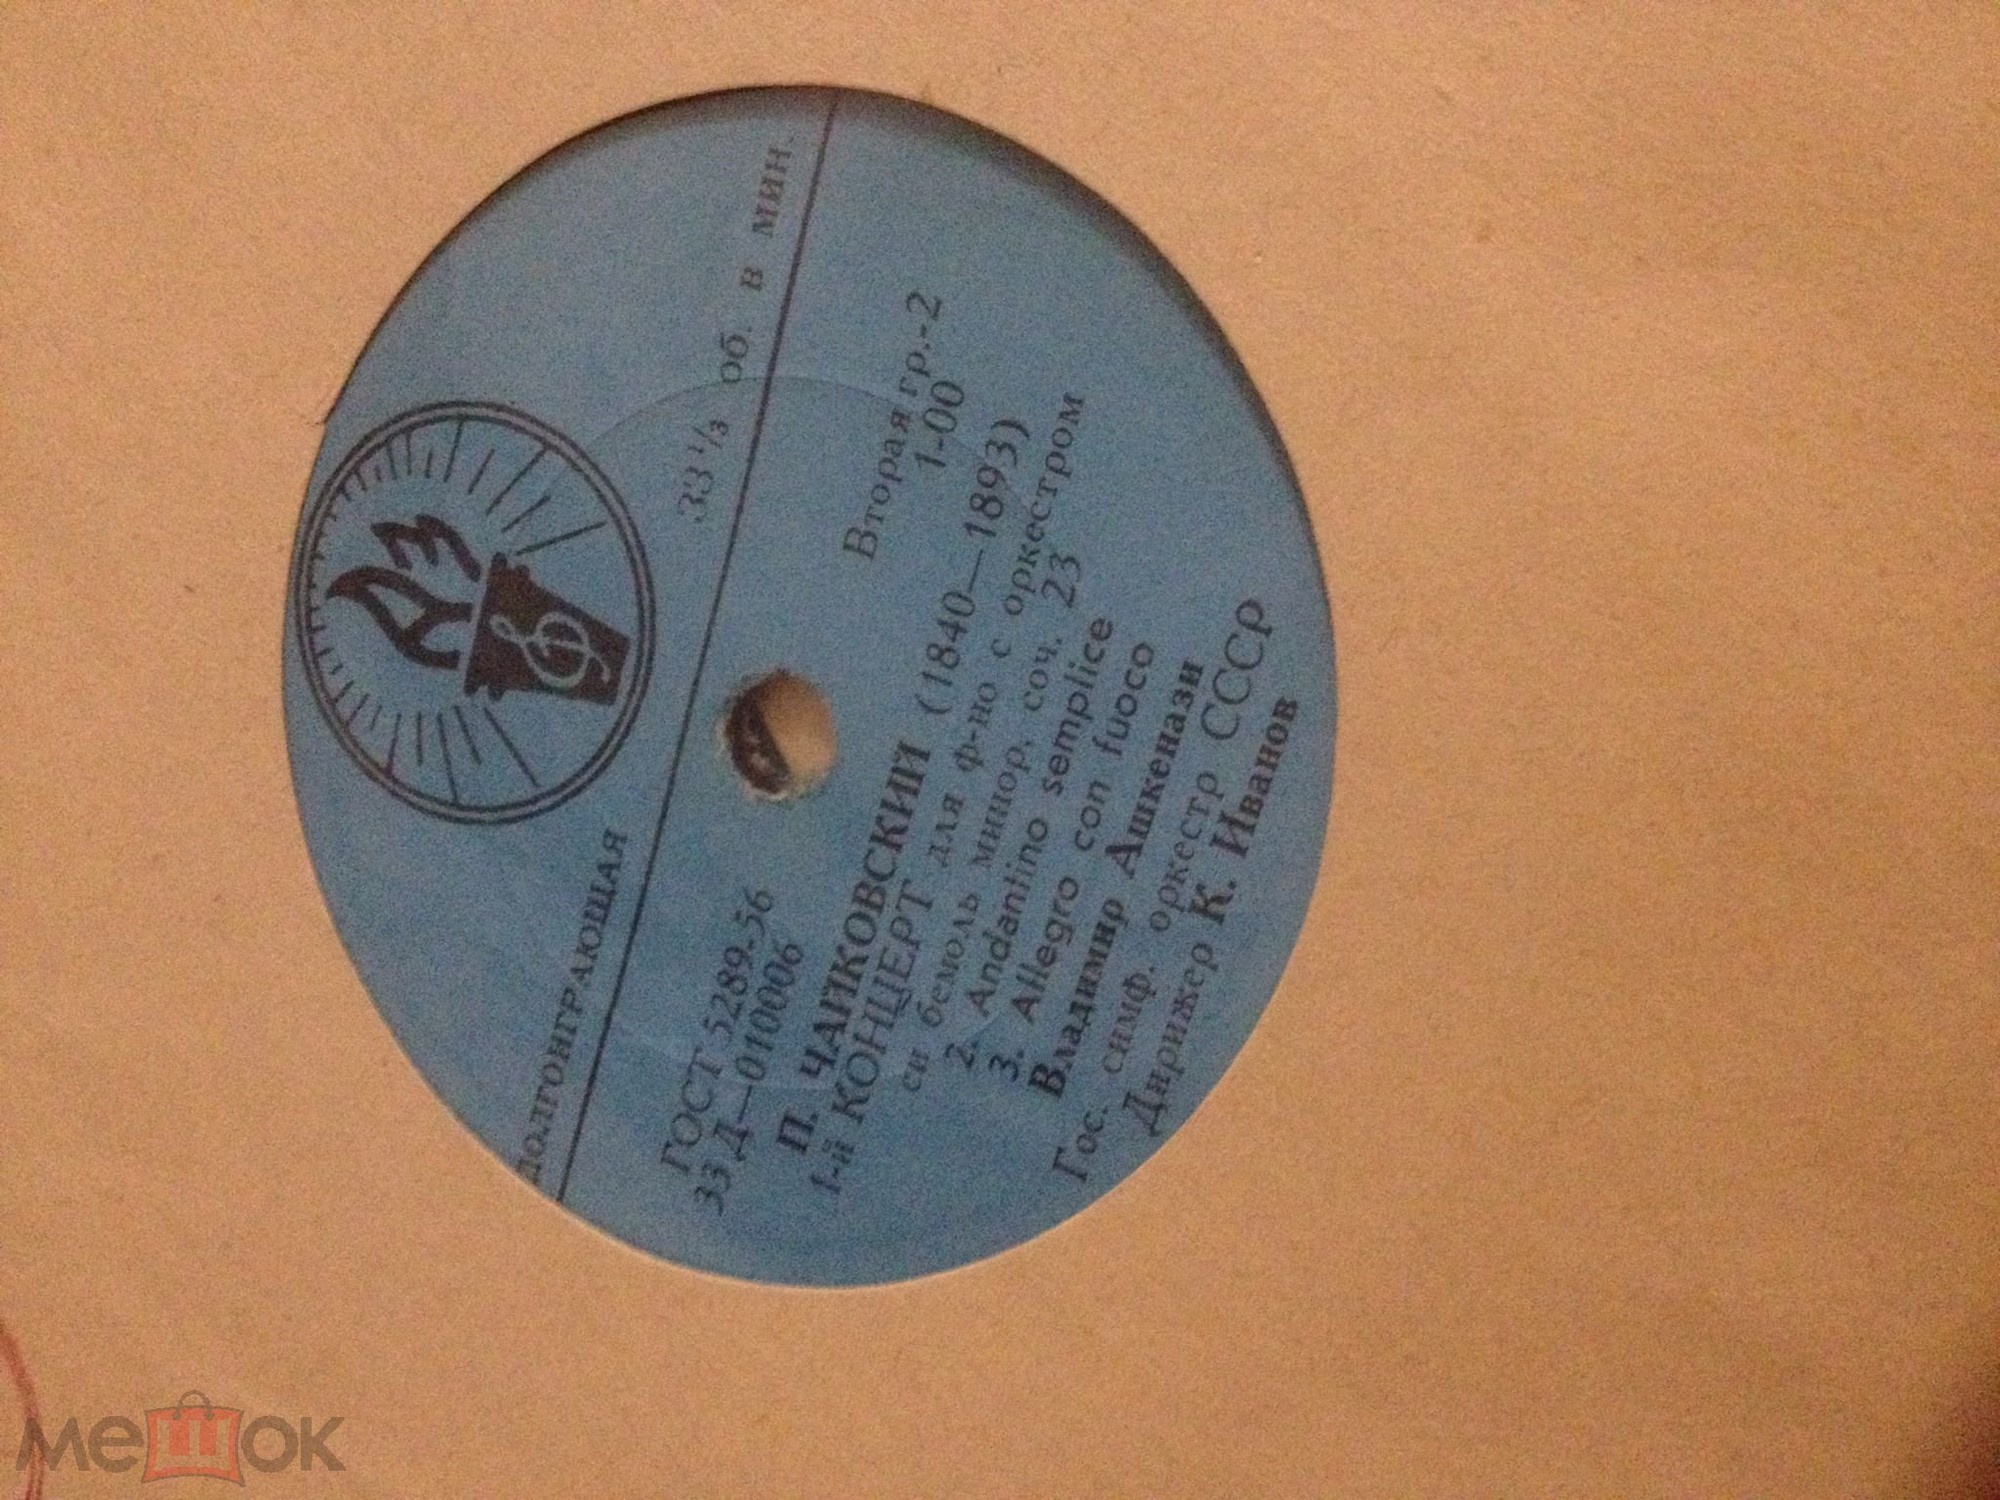 ДОЛГОИГРАЮЩАЯ
33⅓ об. в мин.
ГОСТ 5289-56
33 Д—010006
Вторая гр.-2
1-00
П. ЧАЙКОВСКИЙ (1840—1893)
1-й КОНЦЕРТ для ф-но с оркестром
си бемоль минор, соч. 23
2. Andantino semplice
3. Allegro con fuoco
Владимир Ашкенази
Гос. симф. оркестр СССР
Дирижер К. Иванов
мешок